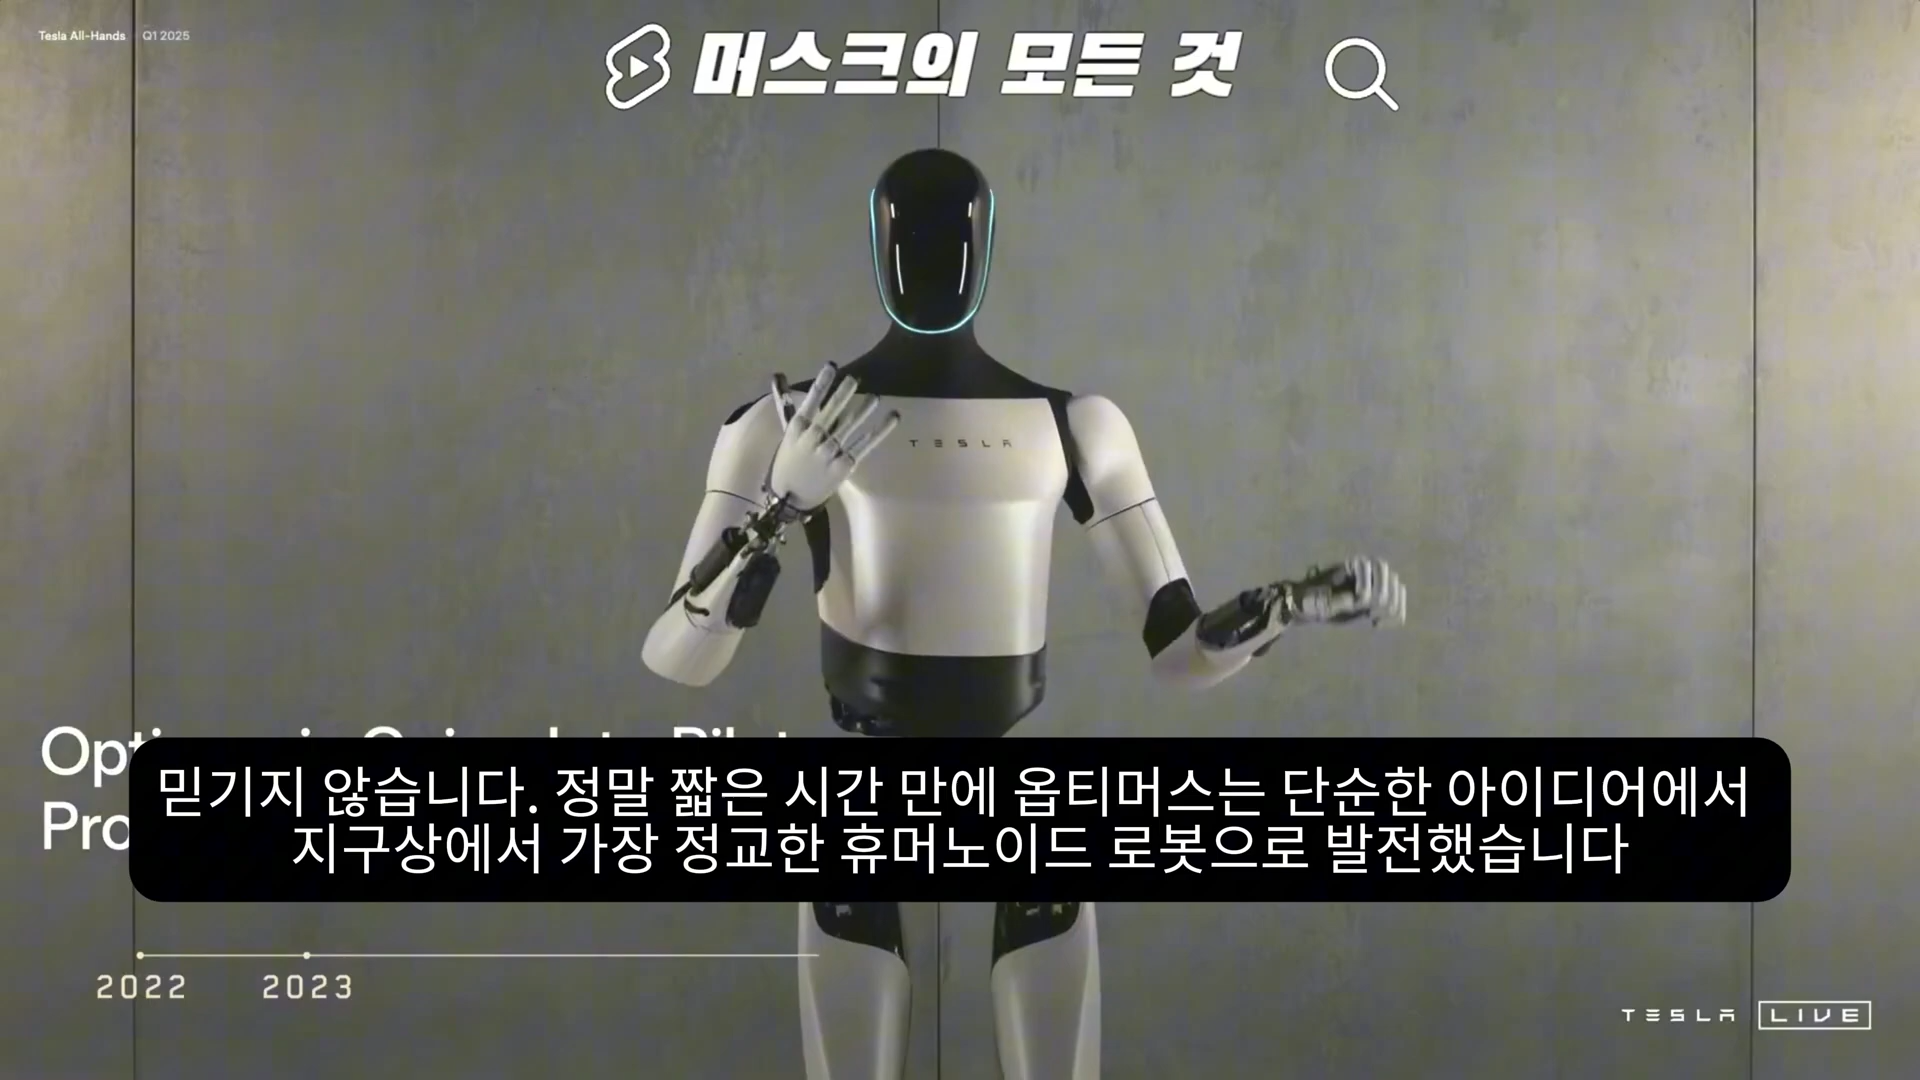 Tesla All-Hands Q1 2025
머스크의 모든 것
TESLA
믿기지 않습니다. 정말 짧은 시간 만에 옵티머스는 단순한 아이디어에서
지구상에서 가장 정교한 휴머노이드 로봇으로 발전했습니다
2022 2023
TESLA LIVE